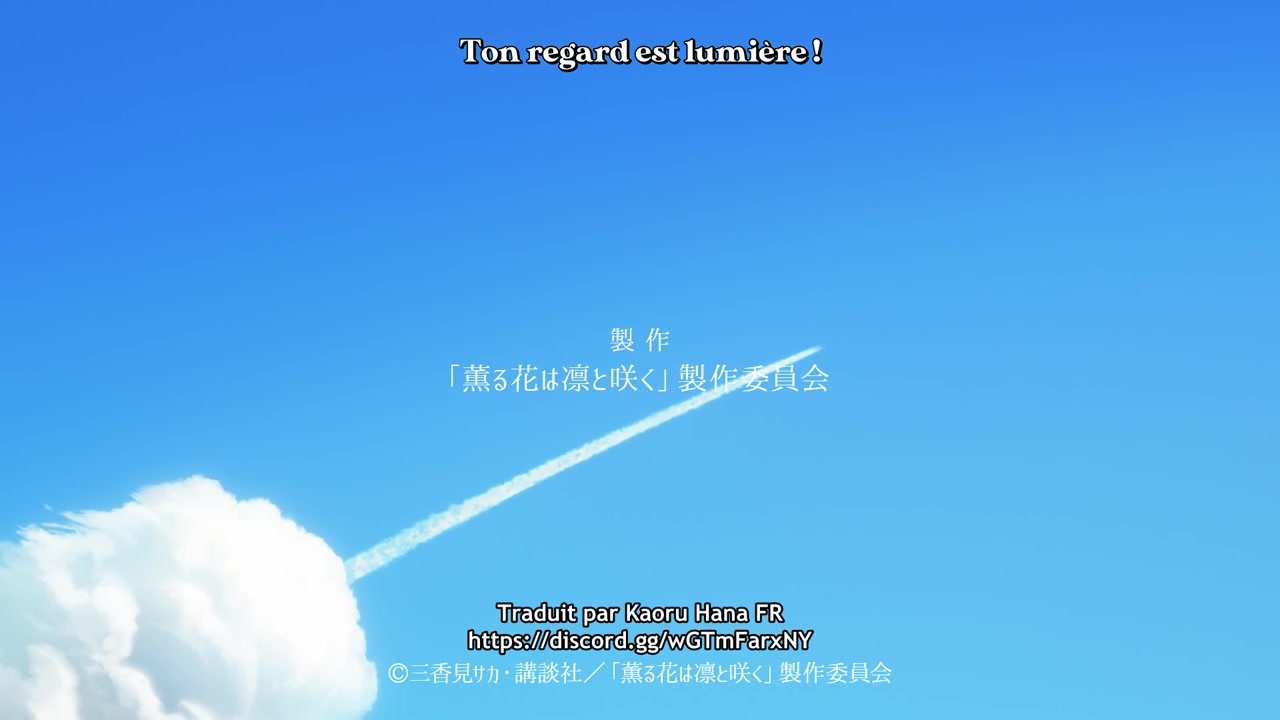 Ton regard est lumière !
製作
「薫る花は凛と咲く」製作委員会
Traduit par Kaoru Hana FR
https://discord.gg/wGTmFarxNY
©三香見サカ・講談社／「薫る花は凛と咲く」製作委員会